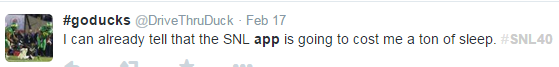 #goducks @DriveThruDuck · Feb 17
I can already tell that the SNL app is going to cost me a ton of sleep. #SNL40